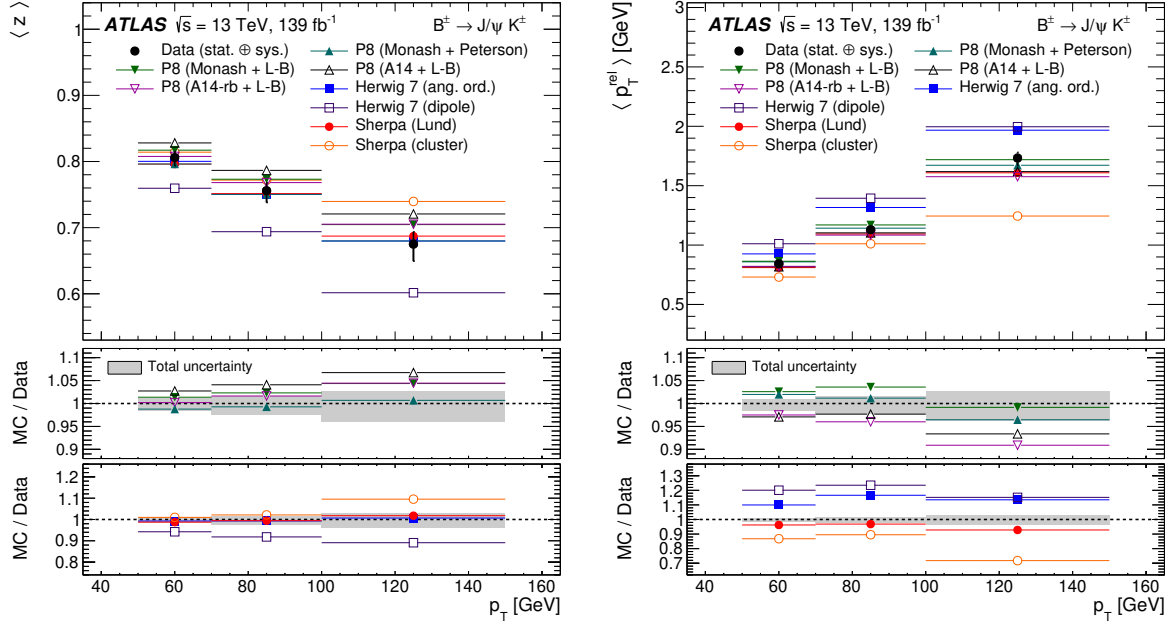 ATLAS √s = 13 TeV, 139 fb⁻¹ B± → J/ψ K±
Data (stat. ⊕ sys.) P8 (Monash + Peterson)
P8 (Monash + L-B) P8 (A14 + L-B)
P8 (A14-rb + L-B) Herwig 7 (ang. ord.)
Herwig 7 (dipole)
Sherpa (Lund)
Sherpa (cluster)
⟨ z ⟩
1
0.9
0.8
0.7
0.6
Total uncertainty
MC / Data
1.1
1.05
1
0.95
0.9
MC / Data
1.2
1.1
1
0.9
0.8
40 60 80 100 120 140 160
p_T [GeV]
ATLAS √s = 13 TeV, 139 fb⁻¹ B± → J/ψ K±
Data (stat. ⊕ sys.) P8 (Monash + Peterson)
P8 (Monash + L-B) P8 (A14 + L-B)
P8 (A14-rb + L-B) Herwig 7 (ang. ord.)
Herwig 7 (dipole)
Sherpa (Lund)
Sherpa (cluster)
⟨ p_T^rel ⟩ [GeV]
3
2.5
2
1.5
1
0.5
Total uncertainty
MC / Data
1.1
1.05
1
0.95
0.9
MC / Data
1.3
1.2
1.1
1
0.9
0.8
0.7
40 60 80 100 120 140 160
p_T [GeV]